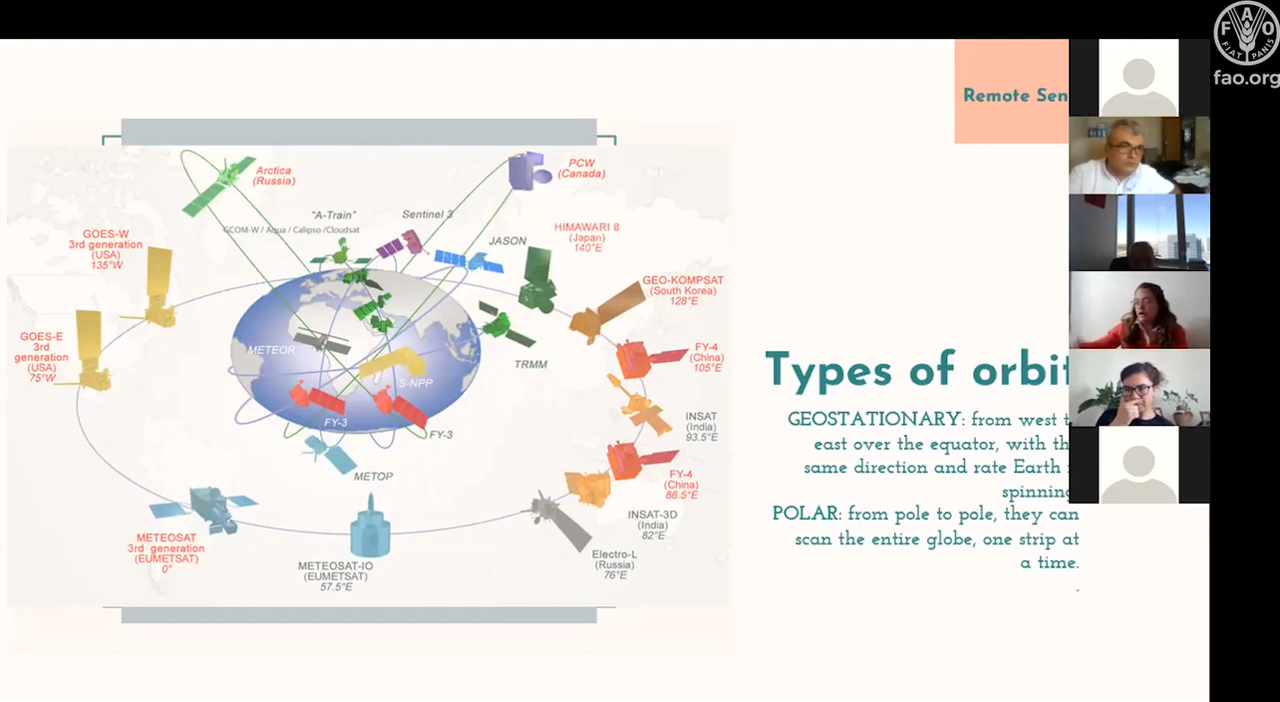 F A O
FIAT PANIS
fao.org
Remote Sen
Arctica
(Russia)
PCW
(Canada)
"A-Train"
GCOM-W / Aqua / Calipso /Cloudsat
Sentinel 3
JASON
HIMAWARI 8
(Japan)
140°E
GOES-W
3rd generation
(USA)
135°W
GEO-KOMPSAT
(South Korea)
128°E
GOES-E
3rd
generation
(USA)
75°W
METEOR
S-NPP
TRMM
FY-4
(China)
105°E
FY-3
FY-3
INSAT
(India)
93.5°E
METOP
FY-4
(China)
86.5°E
INSAT-3D
(India)
82°E
METEOSAT
3rd generation
(EUMETSAT)
0°
METEOSAT-IO
(EUMETSAT)
57.5°E
Electro-L
(Russia)
76°E
Types of orbit
GEOSTATIONARY: from west t
east over the equator, with th
same direction and rate Earth
spinning
POLAR: from pole to pole, they can
scan the entire globe, one strip at
a time.
.